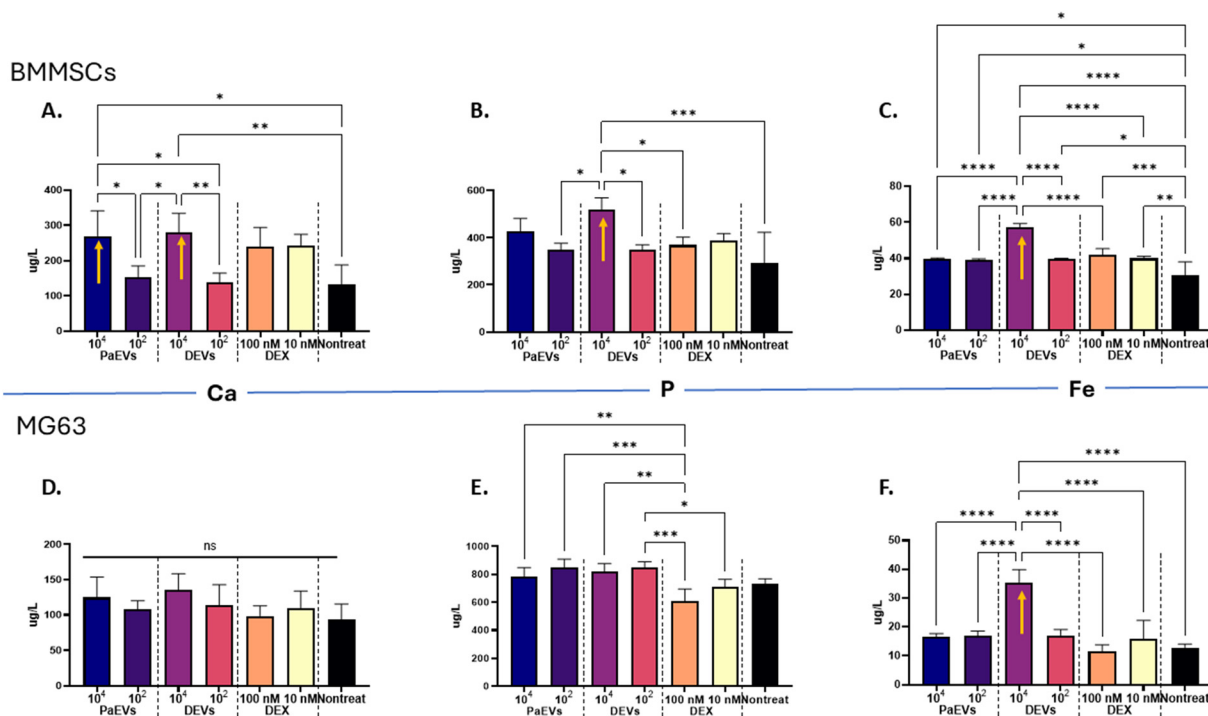 BMMSCs
A.
*
**
*
*
*
**
ug/L
400
300
200
100
0
10⁴
10²
10⁴
10²
100 nM
10 nM
Nontreat
PaEVs
DEVs
DEX
B.
***
*
*
*
ug/L
600
400
200
0
10⁴
10²
10⁴
10²
100 nM
10 nM
Nontreat
PaEVs
DEVs
DEX
C.
*
*
****
****
*
****
****
***
****
****
**
ug/L
80
60
40
20
0
10⁴
10²
10⁴
10²
100 nM
10 nM
Nontreat
PaEVs
DEVs
DEX
Ca
P
Fe
MG63
D.
ns
ug/L
200
150
100
50
0
10⁴
10²
10⁴
10²
100 nM
10 nM
Nontreat
PaEVs
DEVs
DEX
E.
**
***
**
*
***
ug/L
1000
800
600
400
200
0
10⁴
10²
10⁴
10²
100 nM
10 nM
Nontreat
PaEVs
DEVs
DEX
F.
****
****
****
****
****
****
ug/L
50
40
30
20
10
0
10⁴
10²
10⁴
10²
100 nM
10 nM
Nontreat
PaEVs
DEVs
DEX